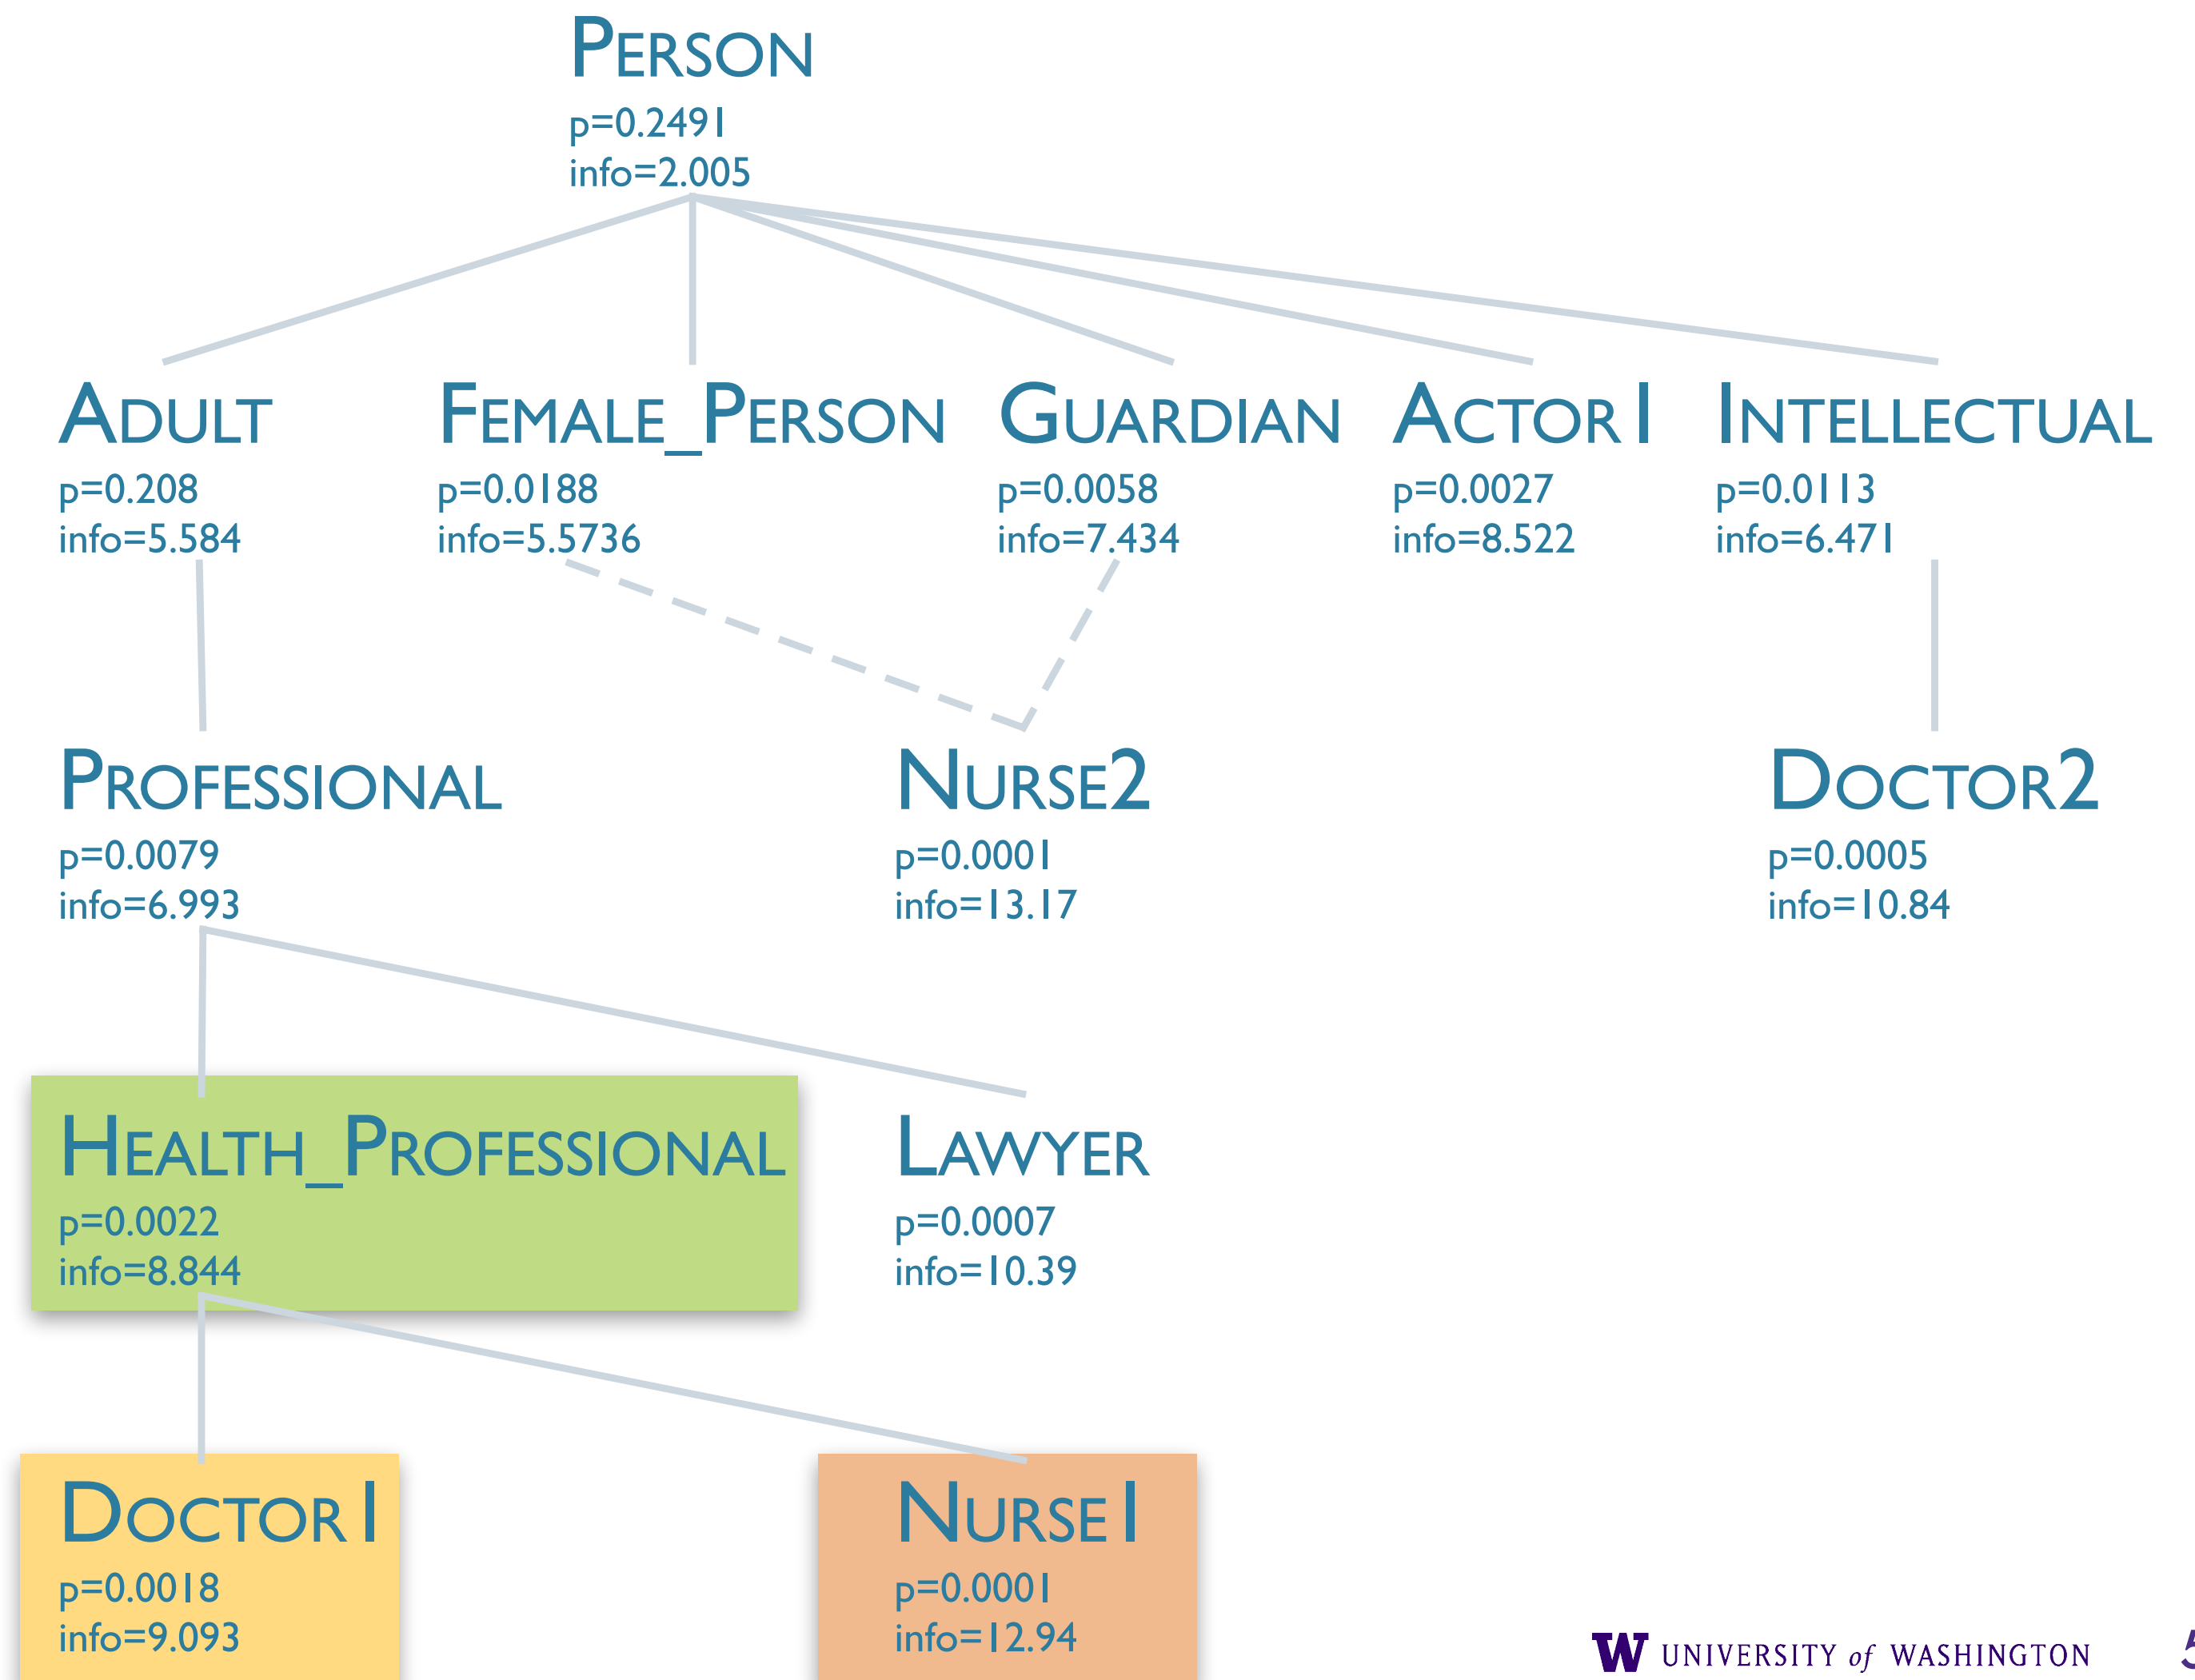 PERSON
p=0.2491
info=2.005
ADULT
p=0.208
info=5.584
FEMALE_PERSON
p=0.0188
info=5.5736
GUARDIAN
p=0.0058
info=7.434
ACTOR1
p=0.0027
info=8.522
INTELLECTUAL
p=0.0113
info=6.471
PROFESSIONAL
p=0.0079
info=6.993
NURSE2
p=0.0001
info=13.17
DOCTOR2
p=0.0005
info=10.84
HEALTH_PROFESSIONAL
p=0.0022
info=8.844
LAWYER
p=0.0007
info=10.39
DOCTOR1
p=0.0018
info=9.093
NURSE1
p=0.0001
info=12.94
W UNIVERSITY of WASHINGTON